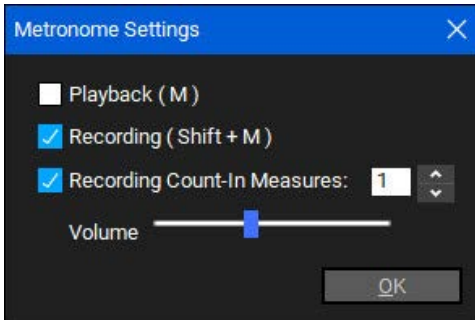 Metronome Settings
Playback ( M )
Recording ( Shift + M )
Recording Count-In Measures: 1
Volume
OK